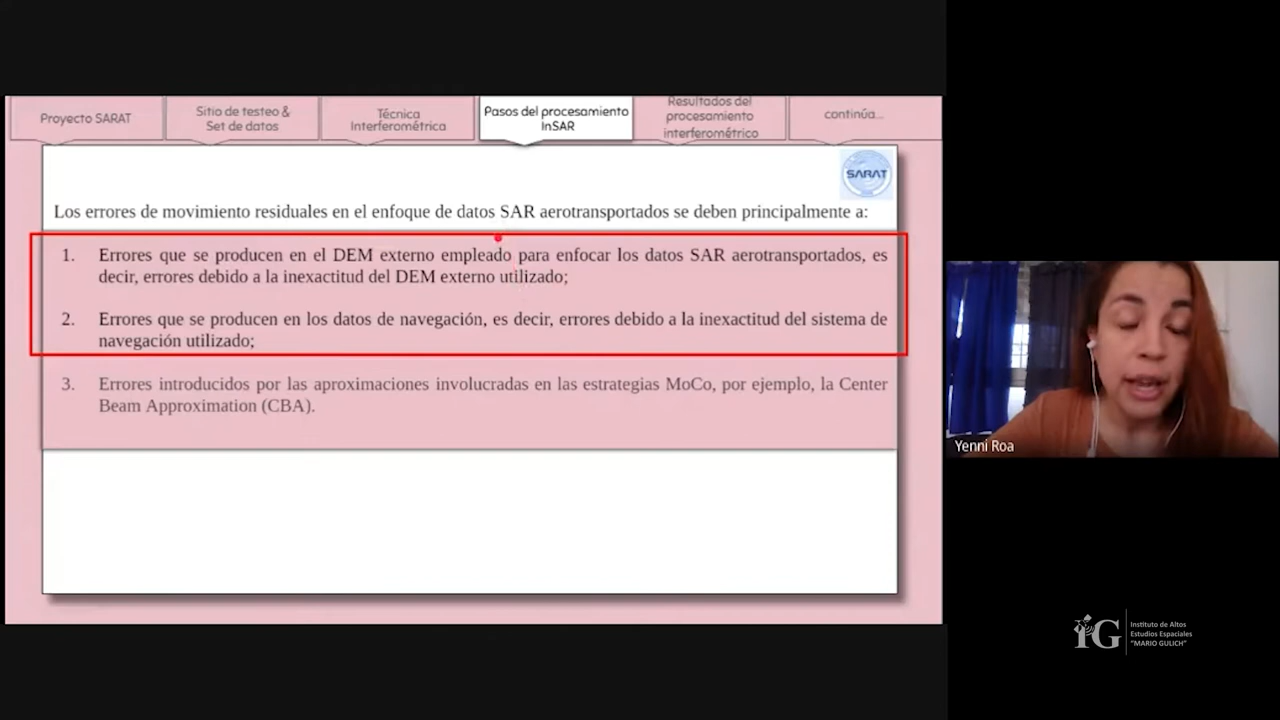 Proyecto SARAT
Sitio de testeo &
Set de datos
Técnica
Interferométrica
Pasos del procesamiento
InSAR
Resultados del
procesamiento
interferométrico
continúa...
SARAT
Los errores de movimiento residuales en el enfoque de datos SAR aerotransportados se deben principalmente a:
1. Errores que se producen en el DEM externo empleado para enfocar los datos SAR aerotransportados, es
decir, errores debido a la inexactitud del DEM externo utilizado;
2. Errores que se producen en los datos de navegación, es decir, errores debido a la inexactitud del sistema de
navegación utilizado;
3. Errores introducidos por las aproximaciones involucradas en las estrategias MoCo, por ejemplo, la Center
Beam Approximation (CBA).
Yenni Roa
iG
Instituto de Altos
Estudios Espaciales
"MARIO GULICH"